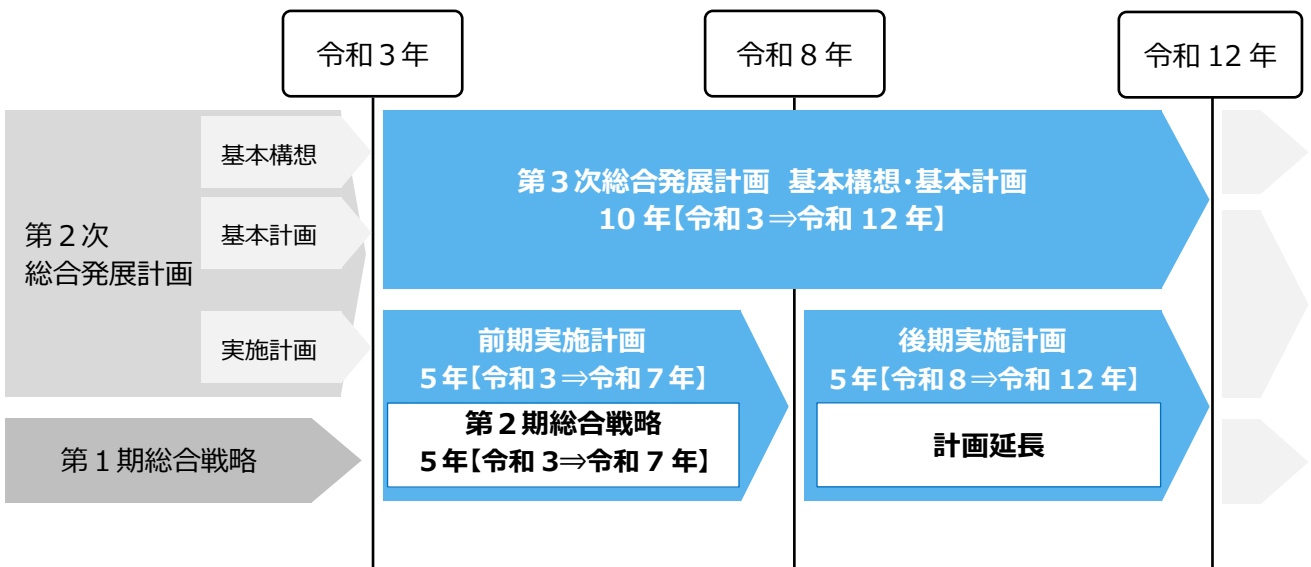 令和３年
令和８年
令和 12 年
第２次
総合発展計画
基本構想
基本計画
実施計画
第１期総合戦略
第３次総合発展計画 基本構想･基本計画
10 年【令和３⇒令和 12 年】
前期実施計画
５年【令和３⇒令和７年】
第２期総合戦略
５年【令和 3⇒令和 7 年】
後期実施計画
５年【令和８⇒令和 12 年】
計画延長